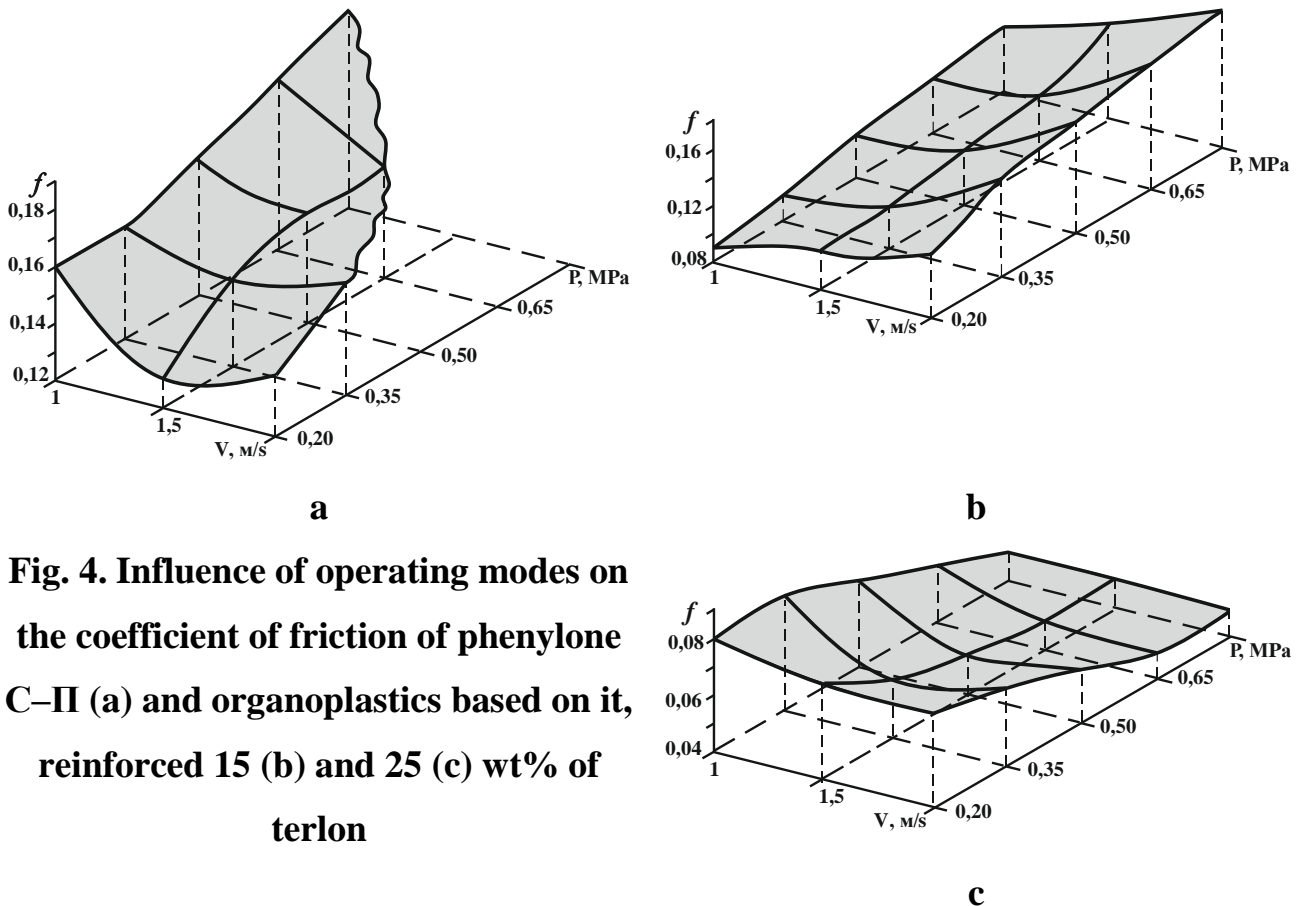 f
0,18
0,16
0,14
0,12
1
1,5
V, м/s
0,20
0,35
0,50
0,65
P, MPa
a
f
0,16
0,12
0,08
1
1,5
V, м/s
0,20
0,35
0,50
0,65
P, MPa
b
Fig. 4. Influence of operating modes on
the coefficient of friction of phenylone
С–П (a) and organoplastics based on it,
reinforced 15 (b) and 25 (c) wt% of
terlon
f
0,08
0,06
0,04
1
1,5
V, м/s
0,20
0,35
0,50
0,65
P, MPa
c